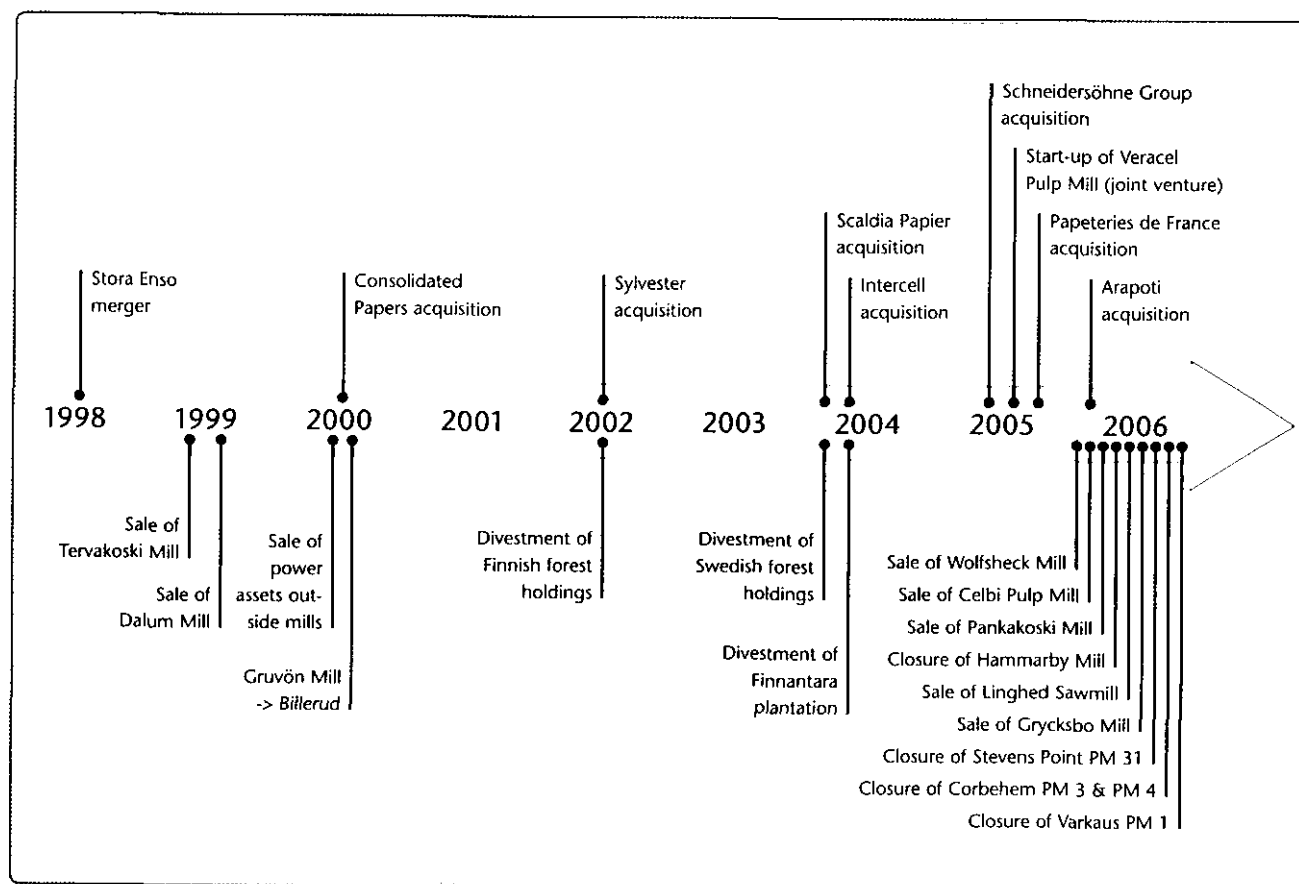 Schneidersöhne Group
acquisition
Start-up of Veracel
Pulp Mill (joint venture)
Scaldia Papier
acquisition
Papeteries de France
acquisition
Stora Enso
merger
Consolidated
Papers acquisition
Sylvester
acquisition
Intercell
acquisition
Arapoti
acquisition
1998
1999
2000
2001
2002
2003
2004
2005
2006
Sale of
Tervakoski Mill
Sale of
Dalum Mill
Sale of
power
assets out-
side mills
Gruvön Mill
-> Billerud
Divestment of
Finnish forest
holdings
Divestment of
Swedish forest
holdings
Divestment of
Finnantara
plantation
Sale of Wolfsheck Mill
Sale of Celbi Pulp Mill
Sale of Pankakoski Mill
Closure of Hammarby Mill
Sale of Linghed Sawmill
Sale of Grycksbo Mill
Closure of Stevens Point PM 31
Closure of Corbehem PM 3 & PM 4
Closure of Varkaus PM 1